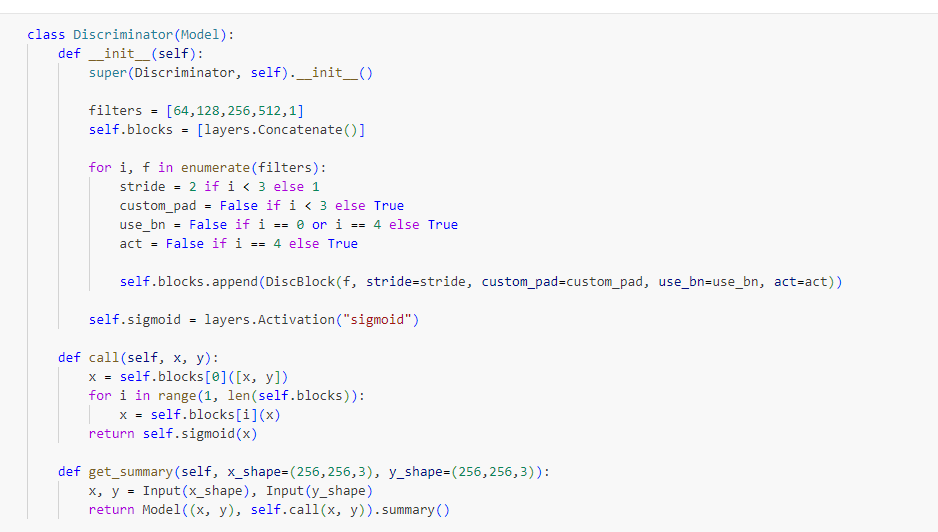 class Discriminator(Model):
    def __init__(self):
        super(Discriminator, self).__init__()
        filters = [64,128,256,512,1]
        self.blocks = [layers.Concatenate()]
        for i, f in enumerate(filters):
            stride = 2 if i < 3 else 1
            custom_pad = False if i < 3 else True
            use_bn = False if i == 0 or i == 4 else True
            act = False if i == 4 else True
            self.blocks.append(DiscBlock(f, stride=stride, custom_pad=custom_pad, use_bn=use_bn, act=act))
        self.sigmoid = layers.Activation("sigmoid")
    def call(self, x, y):
        x = self.blocks[0]([x, y])
        for i in range(1, len(self.blocks)):
            x = self.blocks[i](x)
        return self.sigmoid(x)
    def get_summary(self, x_shape=(256,256,3), y_shape=(256,256,3)):
        x, y = Input(x_shape), Input(y_shape)
        return Model((x, y), self.call(x, y)).summary()